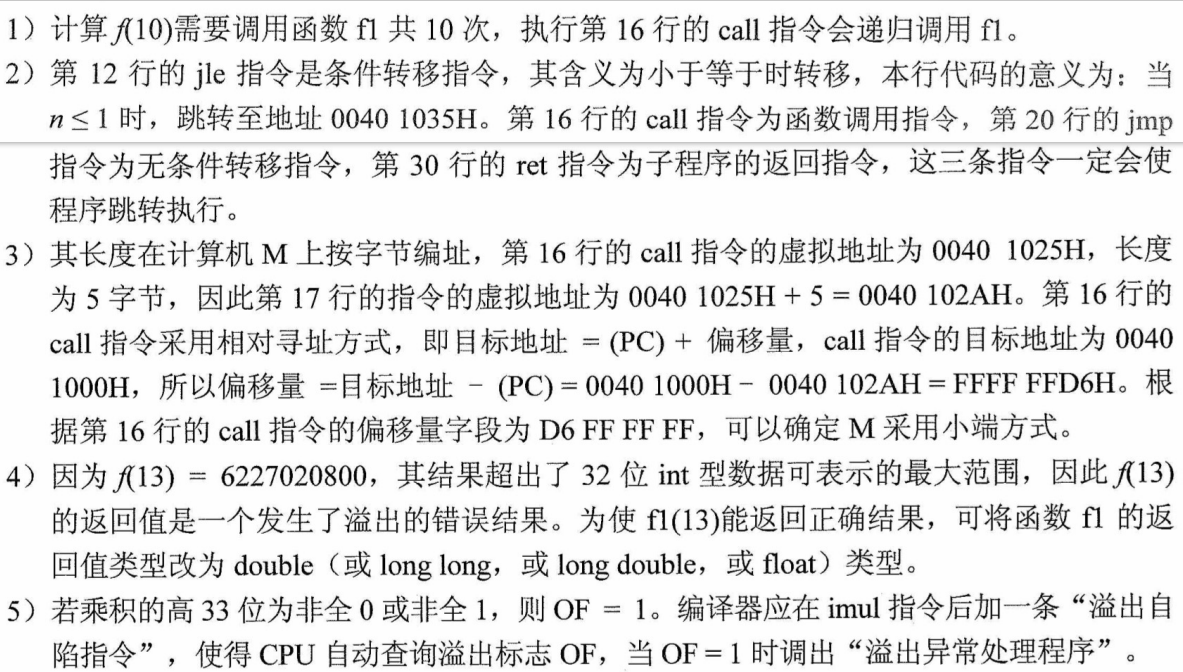 1）计算 f(10)需要调用函数 f1 共 10 次，执行第 16 行的 call 指令会递归调用 f1。
2）第 12 行的 jle 指令是条件转移指令，其含义为小于等于时转移，本行代码的意义为：当
n ≤ 1 时，跳转至地址 0040 1035H。第 16 行的 call 指令为函数调用指令，第 20 行的 jmp
指令为无条件转移指令，第 30 行的 ret 指令为子程序的返回指令，这三条指令一定会使
程序跳转执行。
3）其长度在计算机 M 上按字节编址，第 16 行的 call 指令的虚拟地址为 0040 1025H，长度
为 5 字节，因此第 17 行的指令的虚拟地址为 0040 1025H + 5 = 0040 102AH。第 16 行的
call 指令采用相对寻址方式，即目标地址 = (PC) + 偏移量，call 指令的目标地址为 0040
1000H，所以偏移量 =目标地址 − (PC) = 0040 1000H − 0040 102AH = FFFF FFD6H。根
据第 16 行的 call 指令的偏移量字段为 D6 FF FF FF，可以确定 M 采用小端方式。
4）因为 f(13) = 6227020800，其结果超出了 32 位 int 型数据可表示的最大范围，因此 f(13)
的返回值是一个发生了溢出的错误结果。为使 f1(13)能返回正确结果，可将函数 f1 的返
回值类型改为 double（或 long long，或 long double，或 float）类型。
5）若乘积的高 33 位为非全 0 或非全 1，则 OF = 1。编译器应在 imul 指令后加一条“溢出自
陷指令”，使得 CPU 自动查询溢出标志 OF，当 OF = 1 时调出“溢出异常处理程序”。